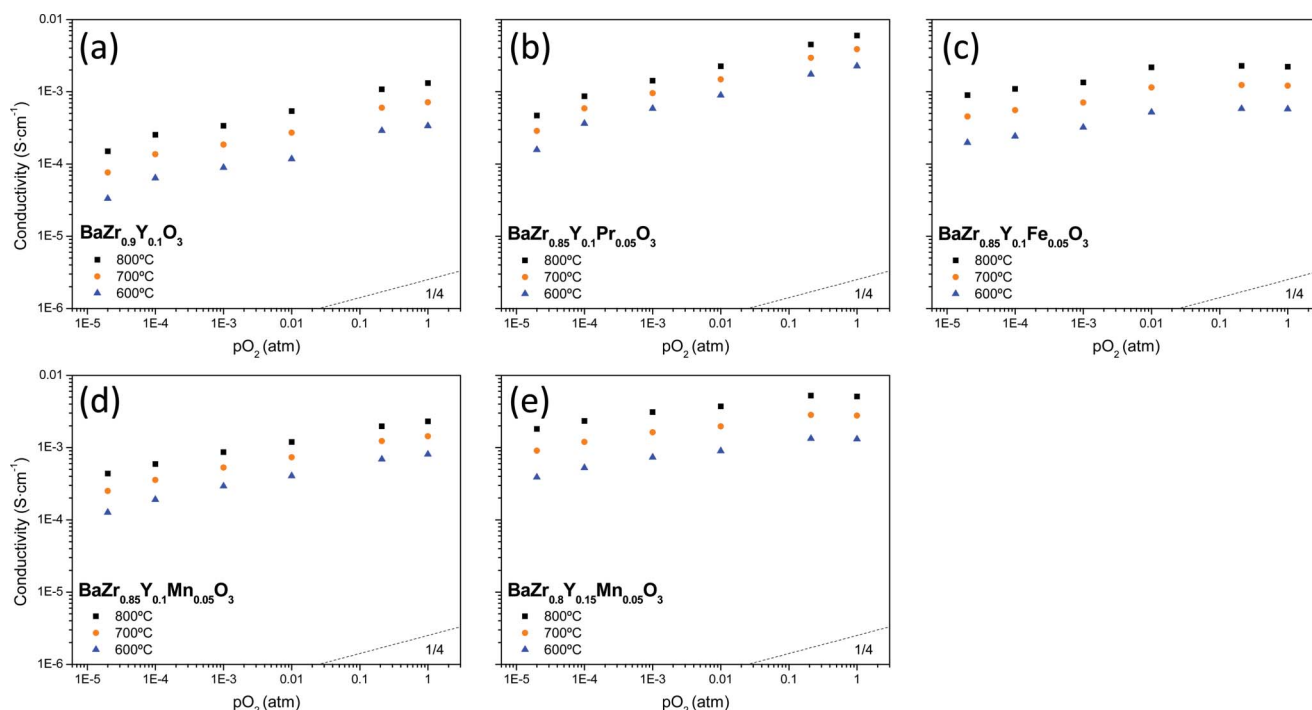 (a)
0.01
1E-3
1E-4
1E-5
1E-6
Conductivity (S·cm⁻¹)
BaZr₀.₉Y₀.₁O₃
800ºC
700ºC
600ºC
1/4
1E-5 1E-4 1E-3 0.01 0.1 1
pO₂ (atm)
(b)
BaZr₀.₈₅Y₀.₁Pr₀.₀₅O₃
800ºC
700ºC
600ºC
1/4
1E-5 1E-4 1E-3 0.01 0.1 1
pO₂ (atm)
(c)
BaZr₀.₈₅Y₀.₁Fe₀.₀₅O₃
800ºC
700ºC
600ºC
1/4
1E-5 1E-4 1E-3 0.01 0.1 1
pO₂ (atm)
(d)
0.01
1E-3
1E-4
1E-5
1E-6
Conductivity (S·cm⁻¹)
BaZr₀.₈₅Y₀.₁Mn₀.₀₅O₃
800ºC
700ºC
600ºC
1/4
1E-5 1E-4 1E-3 0.01 0.1 1
pO₂ (atm)
(e)
BaZr₀.₈Y₀.₁₅Mn₀.₀₅O₃
800ºC
700ºC
600ºC
1/4
1E-5 1E-4 1E-3 0.01 0.1 1
pO₂ (atm)